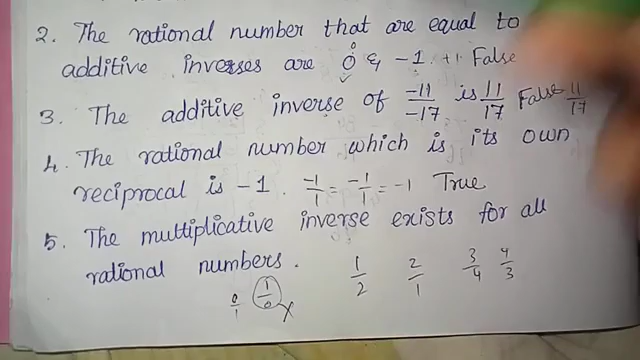 2. The rational number that are equal to
0
additive inverses are 0 & -1. +1 False
3. The additive inverse of -11/-17 is 11/17 False 11/17
4. The rational number which is its own
reciprocal is -1. -1/1 = -1/1 = -1 True
5. The multiplicative inverse exists for all
rational numbers. 1/2 2/1 3/4 4/3
0/1 1/0 x